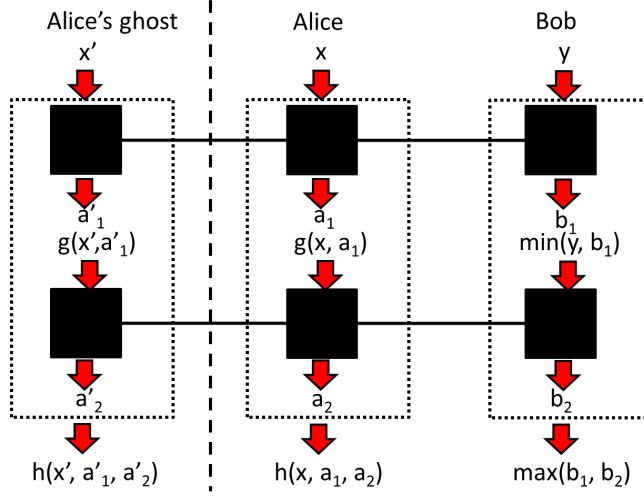 Alice's ghost Alice Bob
x' x y
a'₁ a₁ b₁
g(x',a'₁) g(x, a₁) min(y, b₁)
a'₂ a₂ b₂
h(x', a'₁, a'₂) h(x, a₁, a₂) max(b₁, b₂)